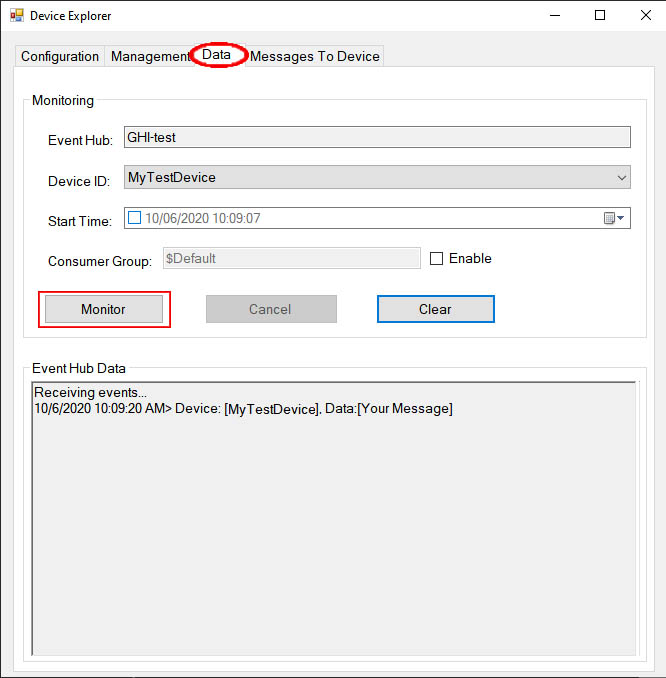 Device Explorer
Configuration Management Data Messages To Device
Monitoring
Event Hub: GHI-test
Device ID: MyTestDevice
Start Time: 10/06/2020 10:09:07
Consumer Group: $Default Enable
Monitor Cancel Clear
Event Hub Data
Receiving events...
10/6/2020 10:09:20 AM> Device: [MyTestDevice], Data:[Your Message]